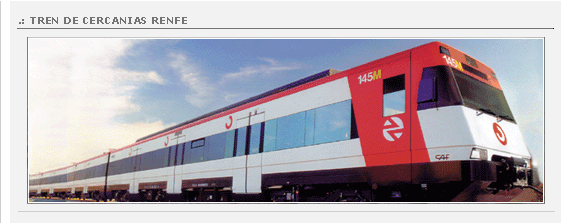 .: TREN DE CERCANIAS RENFE
145M
145M
CAF